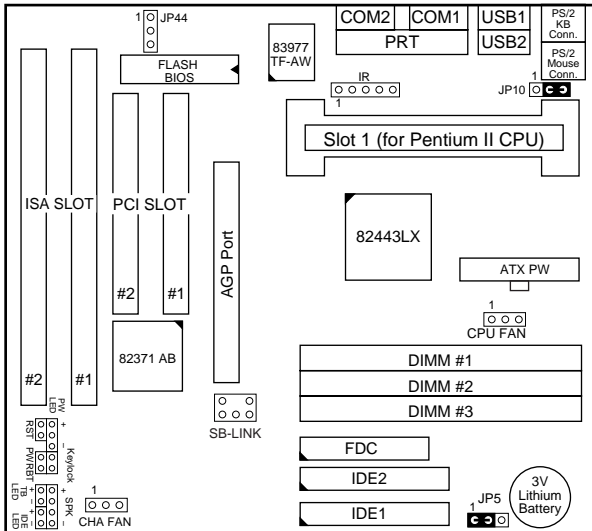 1
JP44
COM2
COM1
USB1
PS/2
KB
Conn.
83977
TF-AW
PRT
USB2
PS/2
Mouse
Conn.
FLASH
BIOS
IR
1
JP10
1
Slot 1 (for Pentium II CPU)
ISA SLOT
PCI SLOT
AGP Port
82443LX
ATX PW
#2
#1
1
CPU FAN
82371 AB
DIMM #1
#2
#1
DIMM #2
DIMM #3
PW
LED
RST
+
-
SB-LINK
Keylock
PW/RBT
FDC
IDE2
TB
LED
+
-
SPK
+
-
IDE
LED
+
-
1
CHA FAN
IDE1
JP5
1
3V
Lithium
Battery